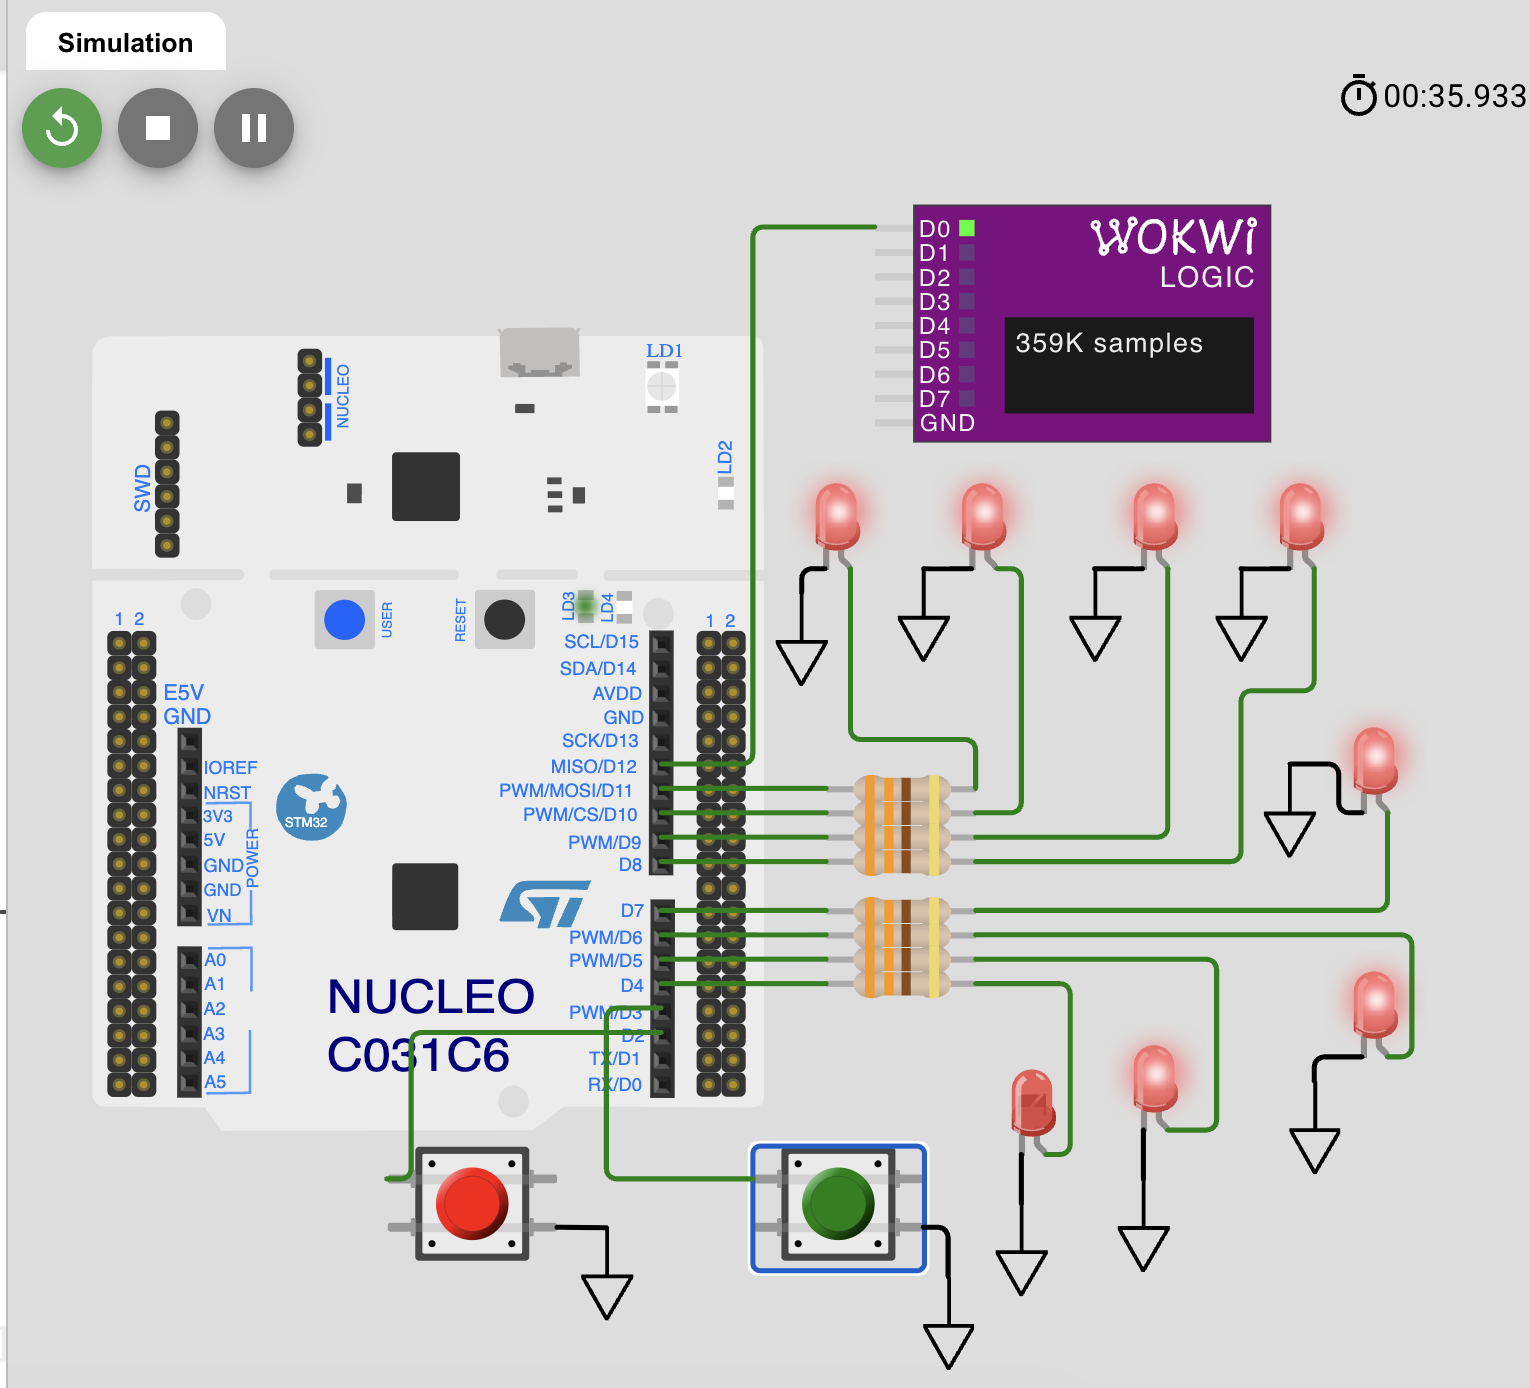 Simulation
00:35.933
D0
D1
D2
D3
D4
D5
D6
D7
GND
WOKWi
LOGIC
359K samples
LD1
NUCLEO
SWD
LD2
USER
RESET
LD3
LD4
1 2
1 2
E5V
GND
IOREF
NRST
3V3
5V
GND
GND
VN
POWER
A0
A1
A2
A3
A4
A5
STM32
ST
SCL/D15
SDA/D14
AVDD
GND
SCK/D13
MISO/D12
PWM/MOSI/D11
PWM/CS/D10
PWM/D9
D8
D7
PWM/D6
PWM/D5
D4
PWM/D3
D2
TX/D1
RX/D0
NUCLEO
C031C6